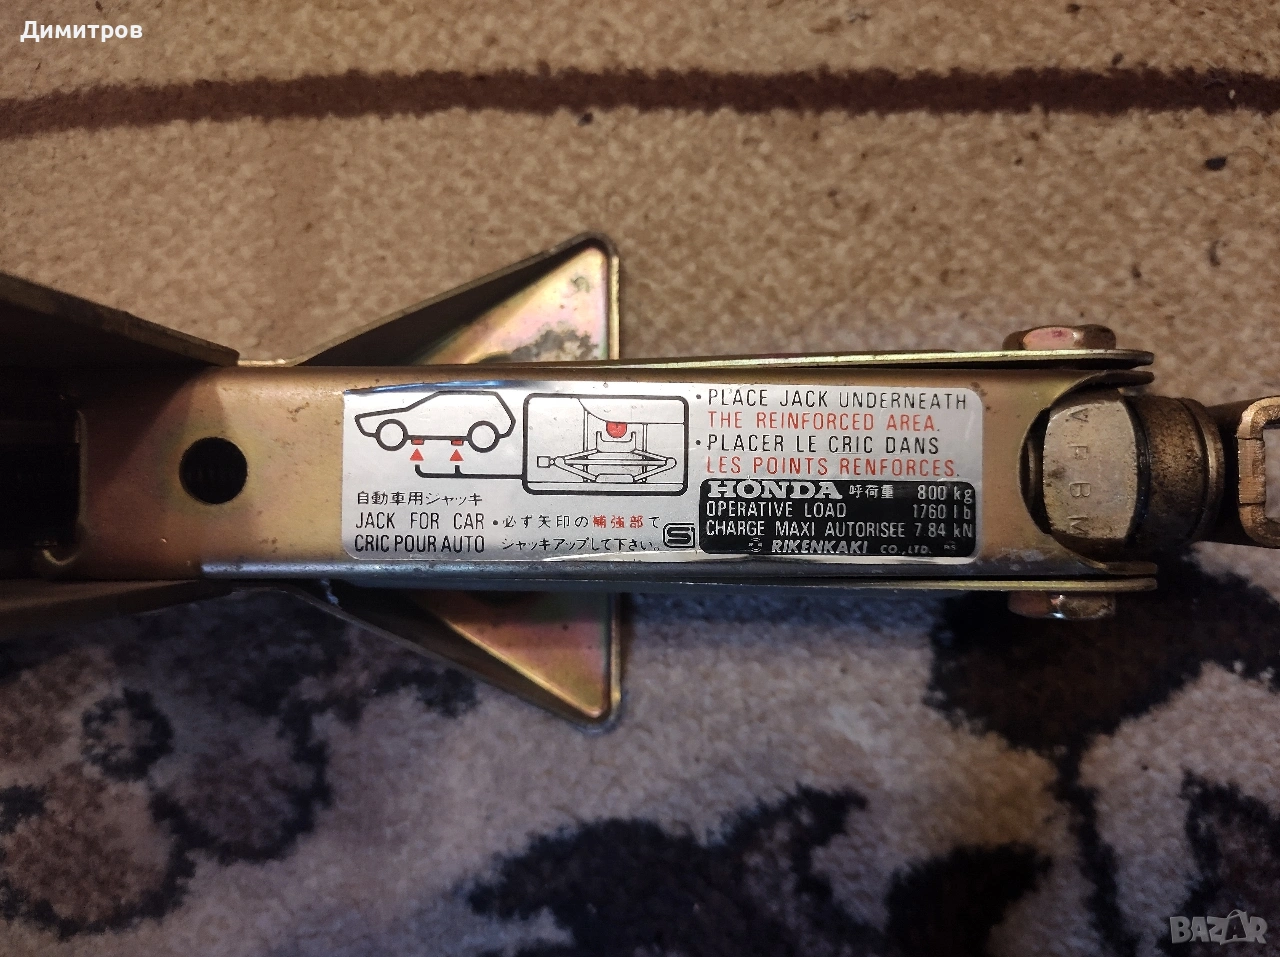 Димитров
• PLACE JACK UNDERNEATH
THE REINFORCED AREA.
• PLACER LE CRIC DANS
LES POINTS RENFORCES.
自動車用ジャッキ
JACK FOR CAR
CRIC POUR AUTO
• 必ず矢印の補強部で
ジャッキアップして下さい。
S
HONDA 呼荷重 800 kg
OPERATIVE LOAD 1760 lb
CHARGE MAXI AUTORISEE 7.84 kN
RIKENKAKI CO., LTD.
BAZAR